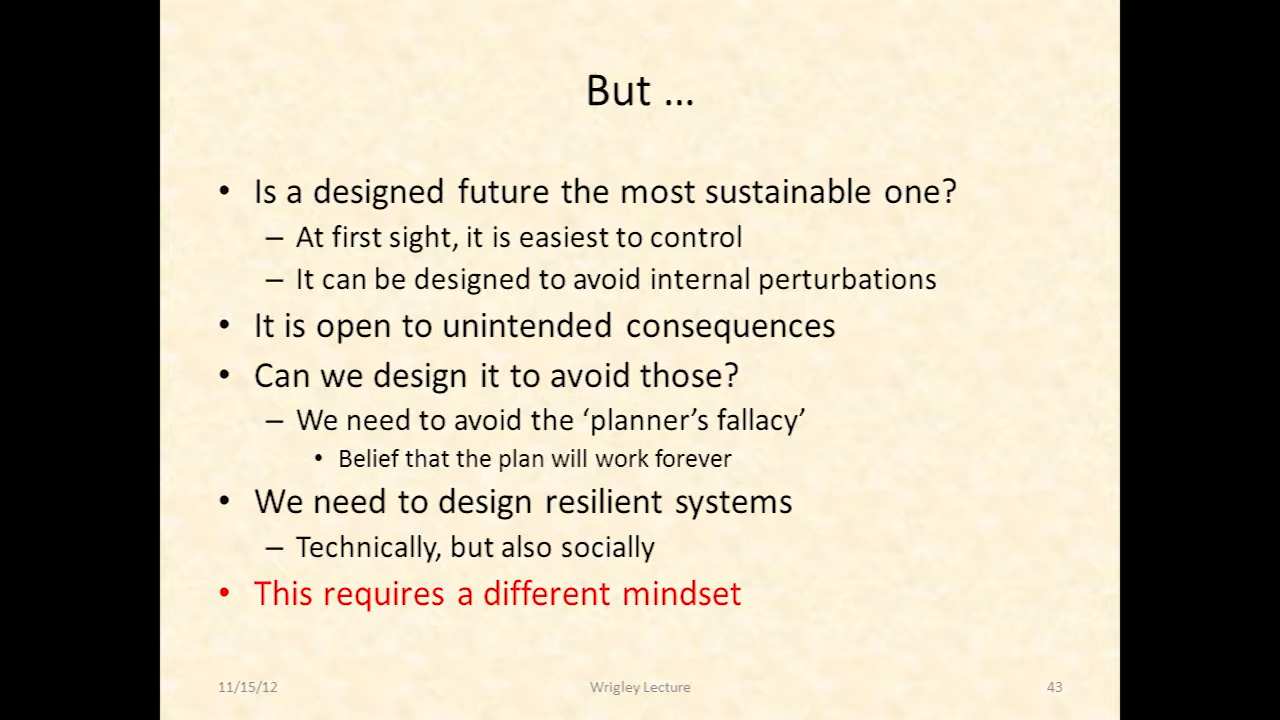 But ...
• Is a designed future the most sustainable one?
– At first sight, it is easiest to control
– It can be designed to avoid internal perturbations
• It is open to unintended consequences
• Can we design it to avoid those?
– We need to avoid the ‘planner’s fallacy’
• Belief that the plan will work forever
• We need to design resilient systems
– Technically, but also socially
• This requires a different mindset
11/15/12 Wrigley Lecture 43